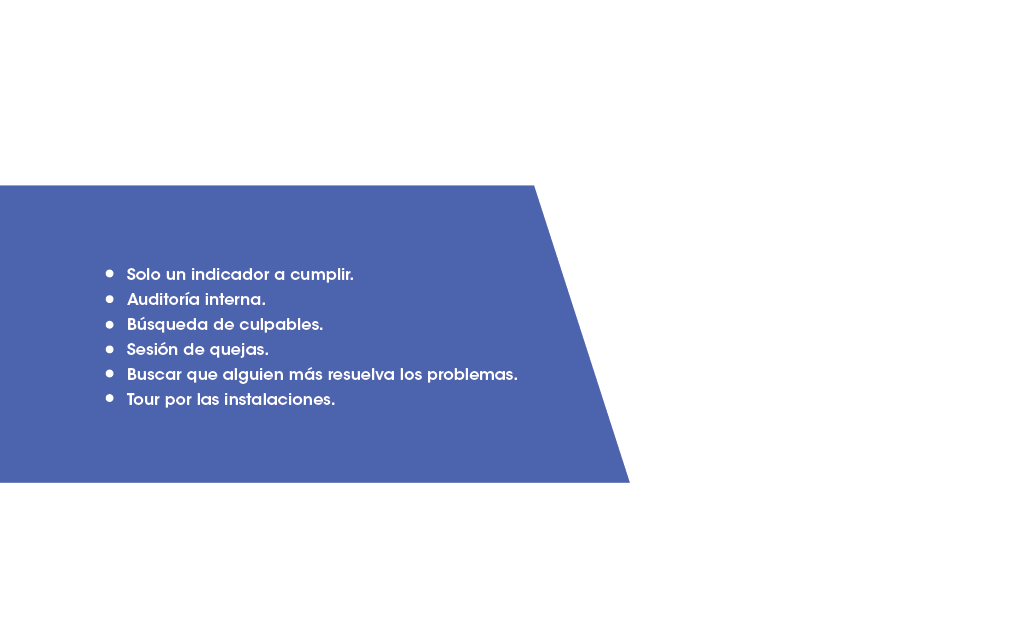 • Solo un indicador a cumplir.
• Auditoría interna.
• Búsqueda de culpables.
• Sesión de quejas.
• Buscar que alguien más resuelva los problemas.
• Tour por las instalaciones.